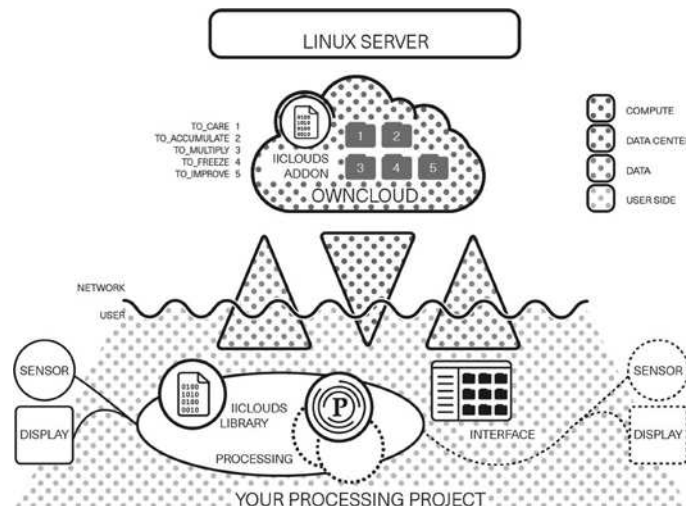 LINUX SERVER
TO_CARE 1
TO_ACCUMULATE 2
TO_MULTIPLY 3
TO_FREEZE 4
TO_IMPROVE 5
0100
1010
0100
0010
IICLOUDS
ADDON
1 2
3 4 5
OWNCLOUD
COMPUTE
DATA CENTER
DATA
USER SIDE
NETWORK
USER
SENSOR
DISPLAY
0100
1010
0100
0010
IICLOUDS
LIBRARY
P
PROCESSING
INTERFACE
SENSOR
DISPLAY
YOUR PROCESSING PROJECT